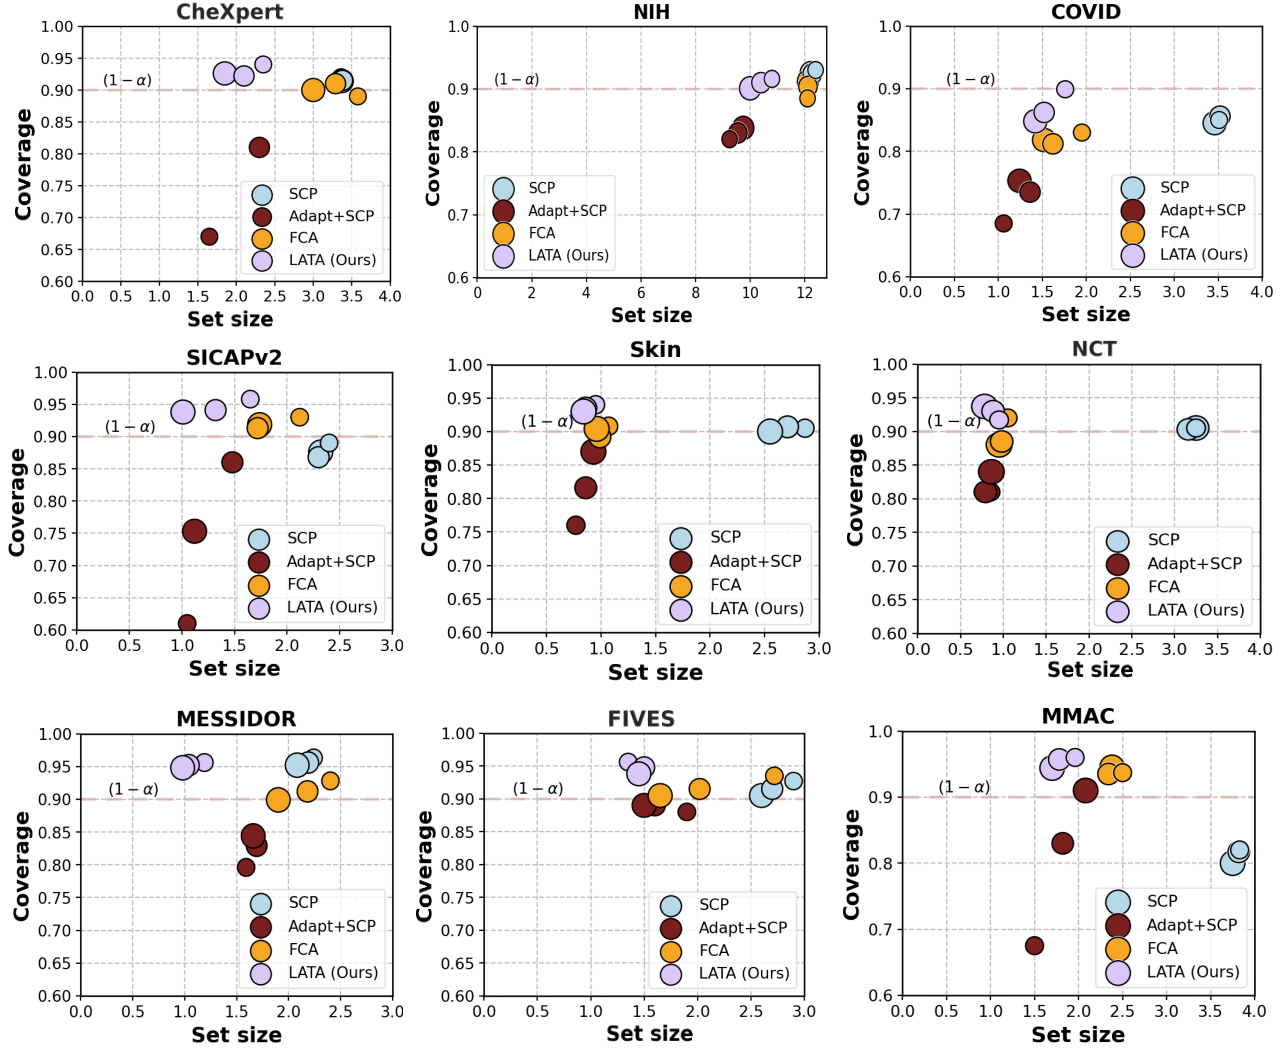 CheXpert
1.00
0.95
0.90
0.85
0.80
0.75
0.70
0.65
0.60
Coverage
(1−α)
SCP
Adapt+SCP
FCA
LATA (Ours)
0.0 0.5 1.0 1.5 2.0 2.5 3.0 3.5 4.0
Set size
NIH
1.0
0.9
0.8
0.7
0.6
Coverage
(1−α)
SCP
Adapt+SCP
FCA
LATA (Ours)
0 2 4 6 8 10 12
Set size
COVID
1.0
0.9
0.8
0.7
0.6
Coverage
(1−α)
SCP
Adapt+SCP
FCA
LATA (Ours)
0.0 0.5 1.0 1.5 2.0 2.5 3.0 3.5 4.0
Set size
SICAPv2
1.00
0.95
0.90
0.85
0.80
0.75
0.70
0.65
0.60
Coverage
(1−α)
SCP
Adapt+SCP
FCA
LATA (Ours)
0.0 0.5 1.0 1.5 2.0 2.5 3.0
Set size
Skin
1.00
0.95
0.90
0.85
0.80
0.75
0.70
0.65
0.60
Coverage
(1−α)
SCP
Adapt+SCP
FCA
LATA (Ours)
0.0 0.5 1.0 1.5 2.0 2.5 3.0
Set size
NCT
1.00
0.95
0.90
0.85
0.80
0.75
0.70
0.65
0.60
Coverage
(1−α)
SCP
Adapt+SCP
FCA
LATA (Ours)
0.0 0.5 1.0 1.5 2.0 2.5 3.0 3.5 4.0
Set size
MESSIDOR
1.00
0.95
0.90
0.85
0.80
0.75
0.70
0.65
0.60
Coverage
(1−α)
SCP
Adapt+SCP
FCA
LATA (Ours)
0.0 0.5 1.0 1.5 2.0 2.5 3.0
Set size
FIVES
1.00
0.95
0.90
0.85
0.80
0.75
0.70
0.65
0.60
Coverage
(1−α)
SCP
Adapt+SCP
FCA
LATA (Ours)
0.0 0.5 1.0 1.5 2.0 2.5 3.0
Set size
MMAC
1.0
0.9
0.8
0.7
0.6
Coverage
(1−α)
SCP
Adapt+SCP
FCA
LATA (Ours)
0.0 0.5 1.0 1.5 2.0 2.5 3.0 3.5 4.0
Set size